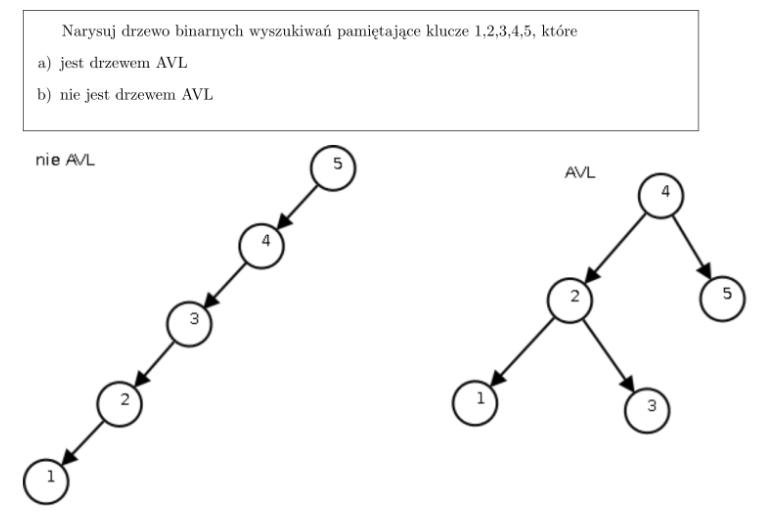 Narysuj drzewo binarnych wyszukiwań pamiętające klucze 1,2,3,4,5, które
a) jest drzewem AVL
b) nie jest drzewem AVL
nie AVL
5
4
3
2
1
AVL
4
2
5
1
3